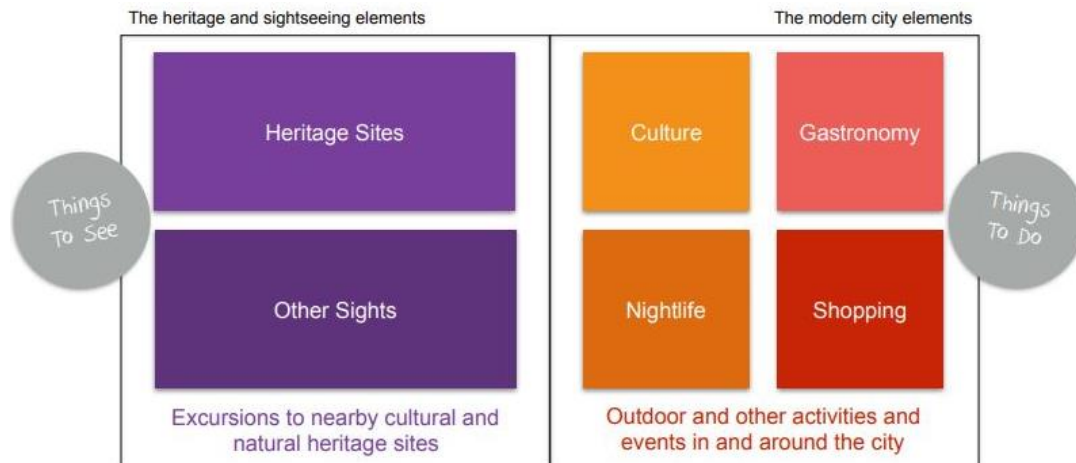 The heritage and sightseeing elements
The modern city elements
Things
To See
Heritage Sites
Other Sights
Excursions to nearby cultural and
natural heritage sites
Culture
Gastronomy
Nightlife
Shopping
Outdoor and other activities and
events in and around the city
Things
To Do